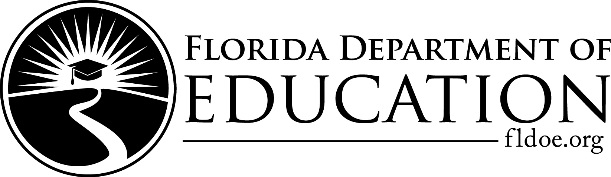 FLORIDA DEPARTMENT OF
EDUCATION
fldoe.org